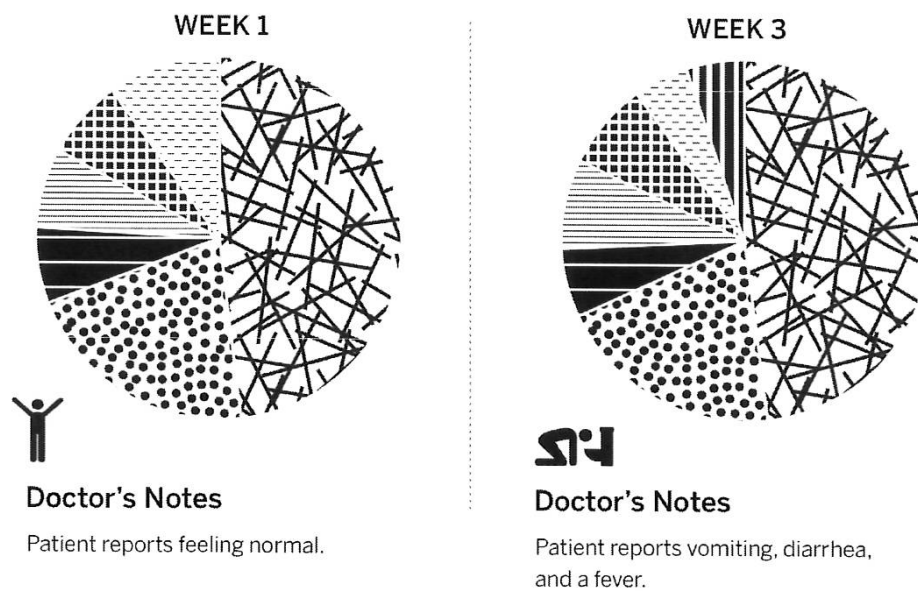 WEEK 1
Doctor's Notes
Patient reports feeling normal.
WEEK 3
Doctor's Notes
Patient reports vomiting, diarrhea,
and a fever.